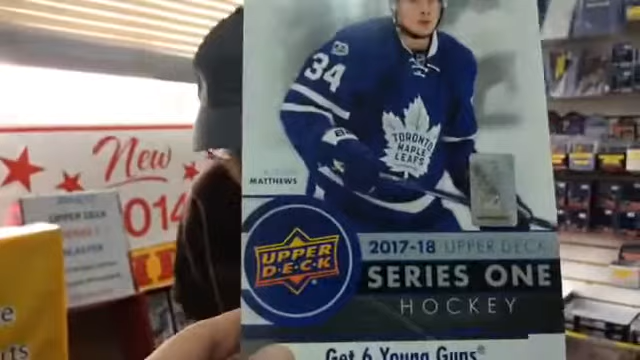 34
TORONTO
MAPLE
LEAFS
MATTHEWS
New
014
UPPER DECK
UPPER
D·E·C·K
2017-18 UPPER DECK
SERIES ONE
HOCKEY
Get 6 Young Guns®